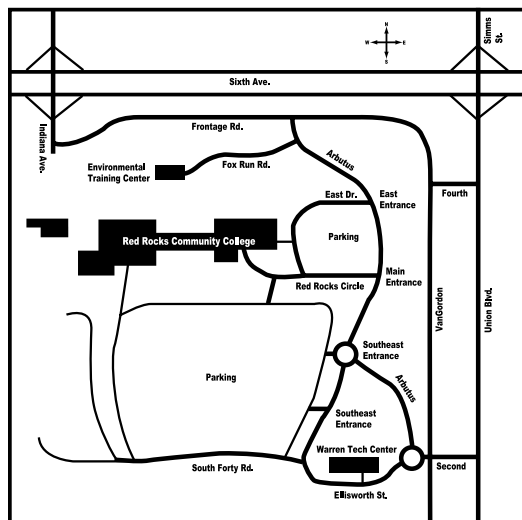 Simms
St.
N
W E
S
Sixth Ave.
Indiana Ave.
Frontage Rd.
Arbutus
Environmental
Training Center
Fox Run Rd.
East Dr.
East
Entrance
Fourth
Red Rocks Community College
Parking
Main
Entrance
Red Rocks Circle
VanGordon
Union Blvd.
Southeast
Entrance
Parking
Arbutus
Southeast
Entrance
Warren Tech Center
South Forty Rd.
Second
Ellisworth St.